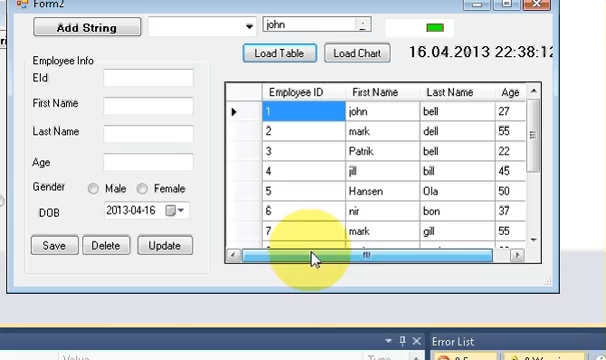 Form2
Add String
john
Load Table
Load Chart
16.04.2013 22:38:12
Employee Info
EId
First Name
Last Name
Age
Gender
Male
Female
DOB
2013-04-16
Save
Delete
Update
Employee ID First Name Last Name Age
1 john bell 27
2 mark dell 55
3 Patrik bell 22
4 jill bill 45
5 Hansen Ola 50
6 nir bon 37
7 mark gill 55
Error List
Value